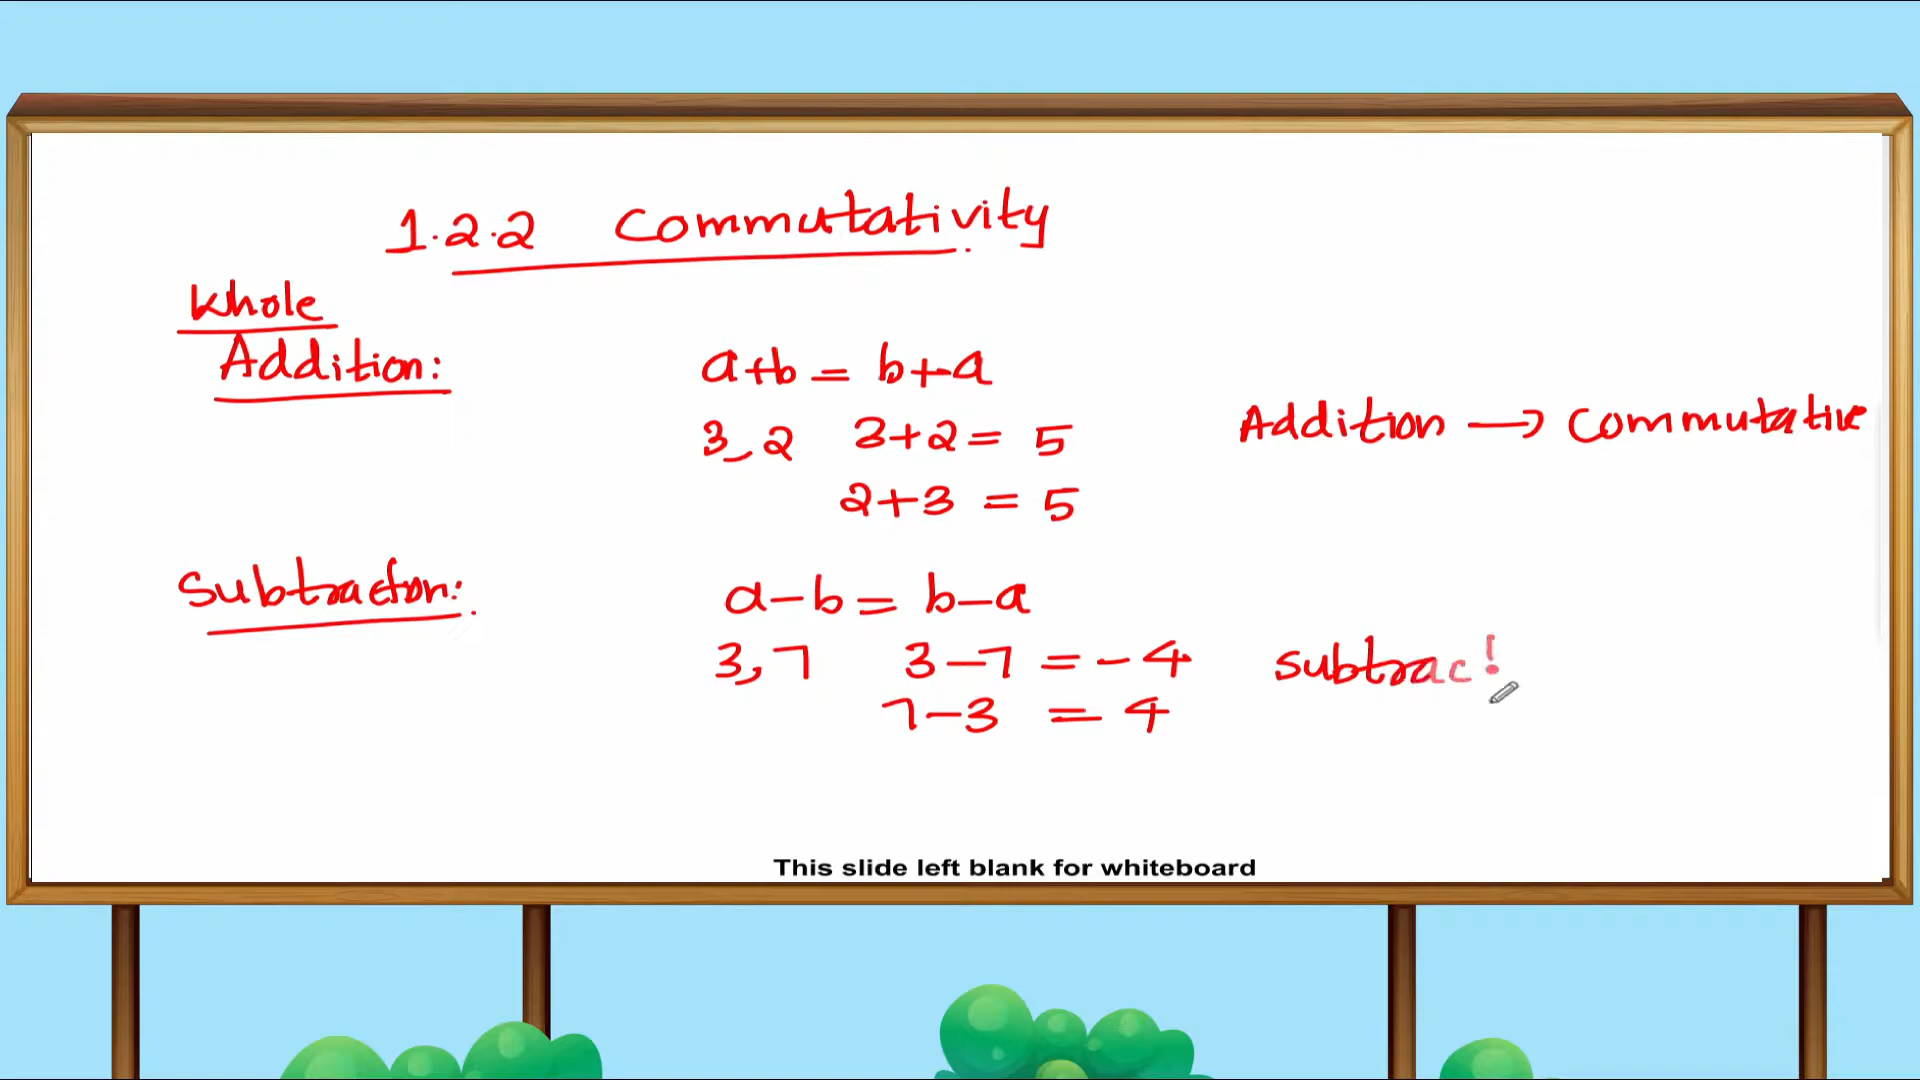 1.2.2 Commutativity
Whole
Addition:
a+b = b+a
3, 2 3+2 = 5
2+3 = 5
Addition → Commutative
Subtracton:
a-b = b-a
3, 7 3-7 = -4
7-3 = 4
Subtrac
This slide left blank for whiteboard